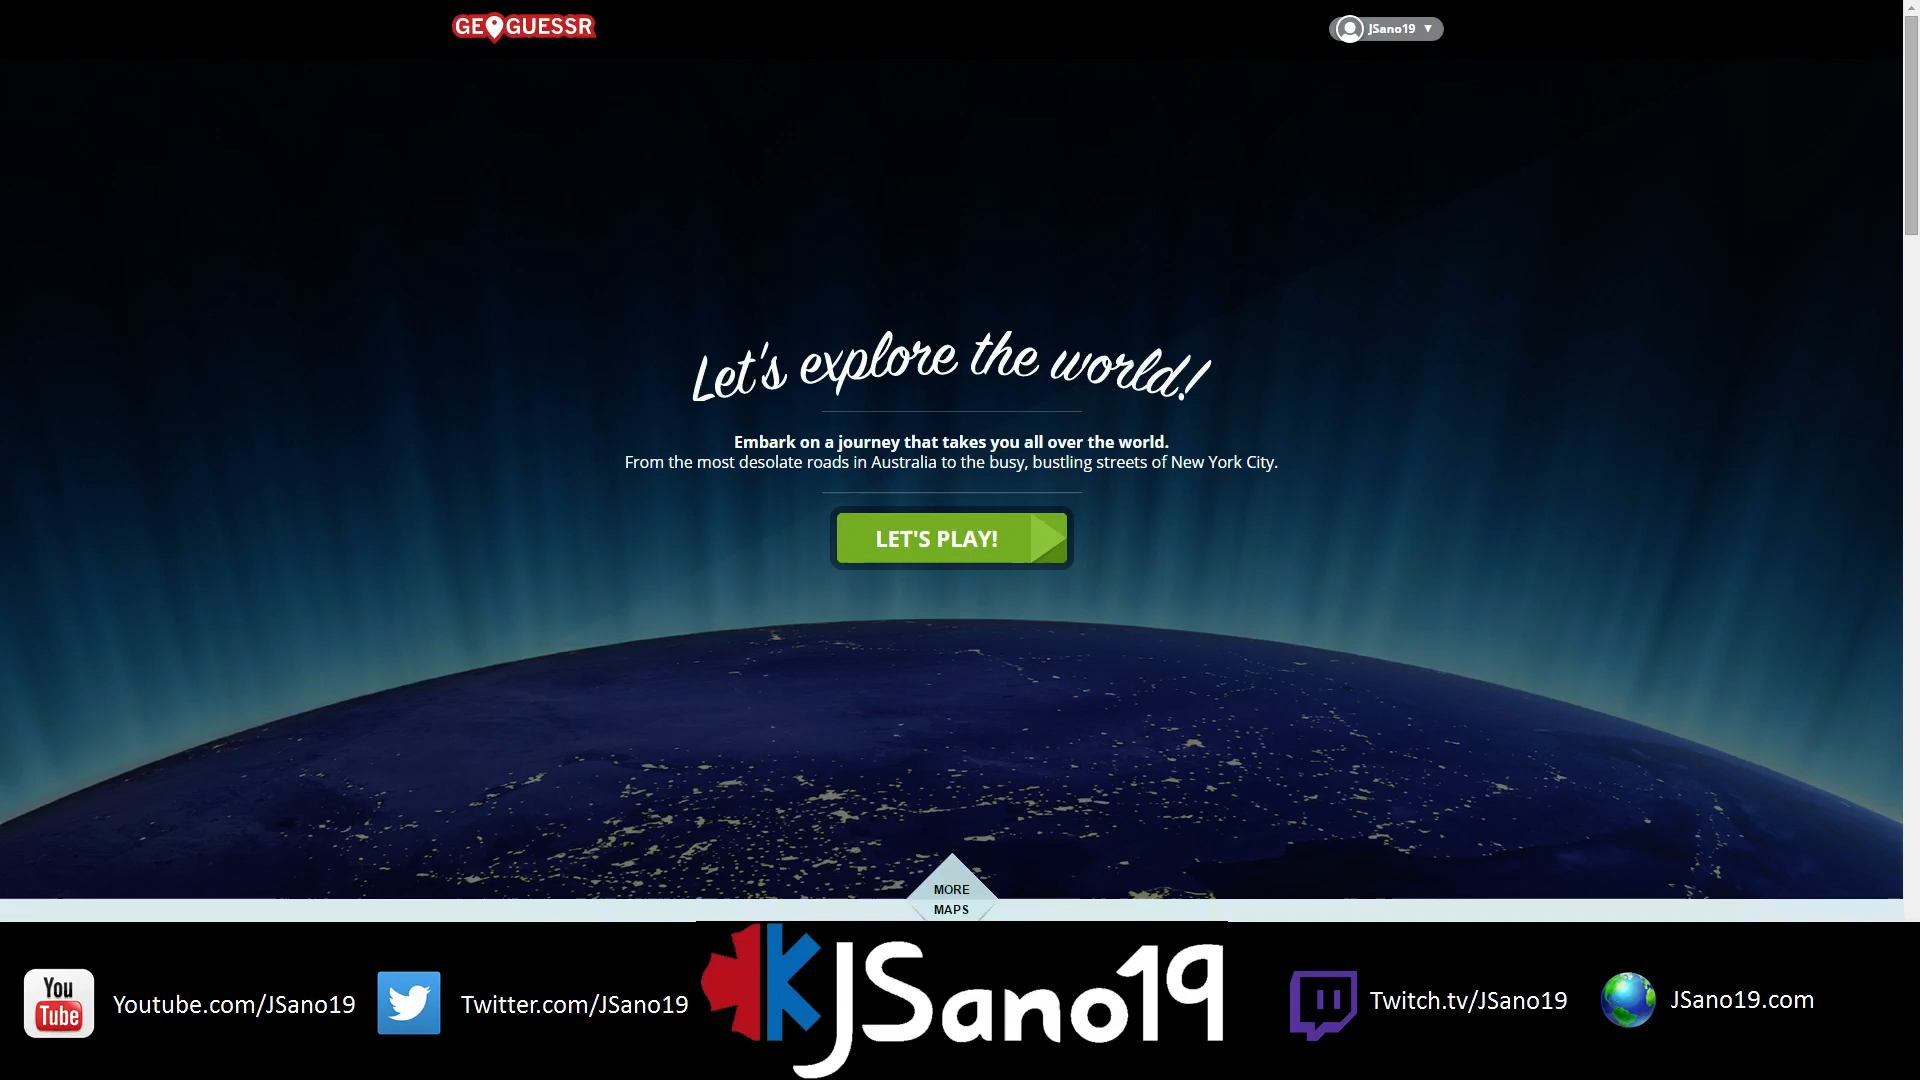 GEOGUESSR
JSano19
Let's explore the world!
Embark on a journey that takes you all over the world.
From the most desolate roads in Australia to the busy, bustling streets of New York City.
LET'S PLAY!
MORE
MAPS
You
Tube
Youtube.com/JSano19
Twitter.com/JSano19
JSano19
Twitch.tv/JSano19
JSano19.com